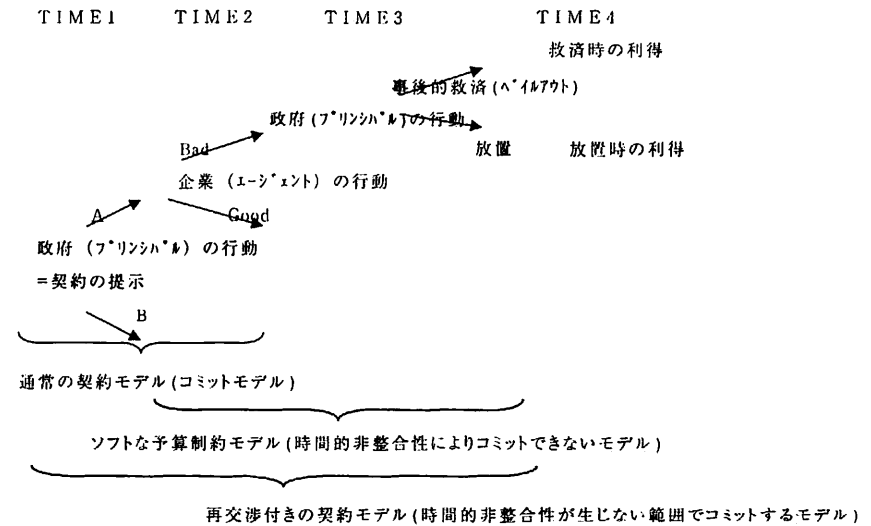 TIME1 TIME2 TIME3 TIME4
救済時の利得
事後的救済(ベイルアウト)
政府(プリンシパル)の行動
Bad
放置 放置時の利得
企業(エージェント)の行動
A Good
政府(プリンシパル)の行動
=契約の提示
B
通常の契約モデル(コミットモデル)
ソフトな予算制約モデル(時間的非整合性によりコミットできないモデル)
再交渉付きの契約モデル(時間的非整合性が生じない範囲でコミットするモデル)